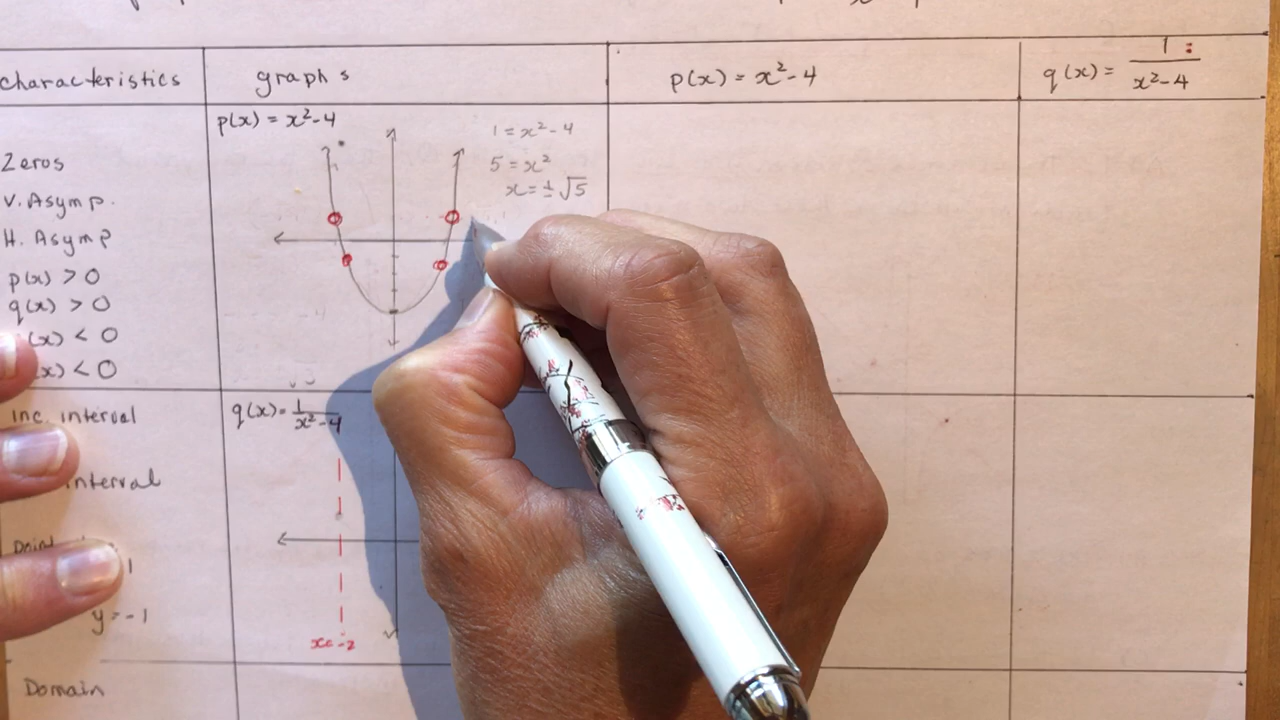 characteristics graphs p(x) = x²-4 q(x) = 1 / x²-4
p(x) = x²-4
1 = x²-4
5 = x²
x = ±√5
Zeros
V. Asymp.
H. Asymp
p(x) > 0
q(x) > 0
(x) < 0
x) < 0
q(x) = 1 / x²-4
inc. interval
interval
1
y = -1
x = -2
Domain